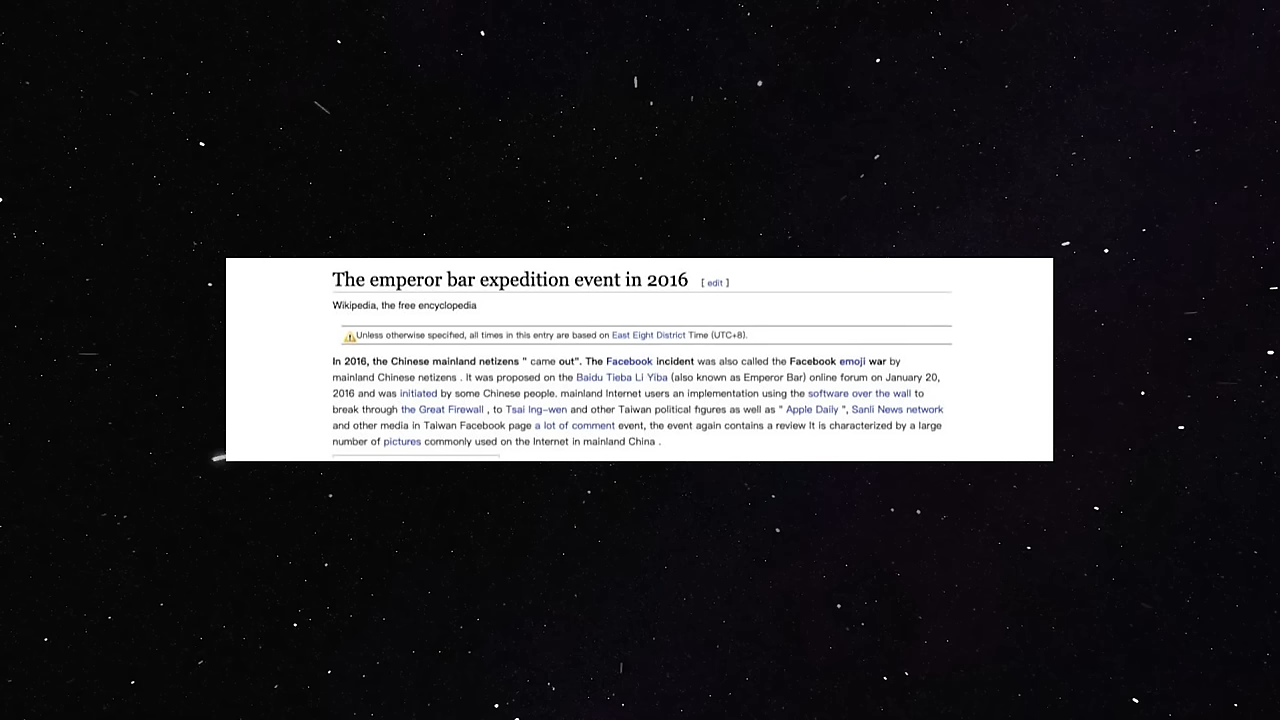 The emperor bar expedition event in 2016 [ edit ]
Wikipedia, the free encyclopedia
Unless otherwise specified, all times in this entry are based on East Eight District Time (UTC+8).
In 2016, the Chinese mainland netizens " came out". The Facebook incident was also called the Facebook emoji war by
mainland Chinese netizens . It was proposed on the Baidu Tieba Li Yiba (also known as Emperor Bar) online forum on January 20,
2016 and was initiated by some Chinese people. mainland Internet users an implementation using the software over the wall to
break through the Great Firewall , to Tsai Ing-wen and other Taiwan political figures as well as " Apple Daily ", Sanli News network
and other media in Taiwan Facebook page a lot of comment event, the event again contains a review It is characterized by a large
number of pictures commonly used on the Internet in mainland China .